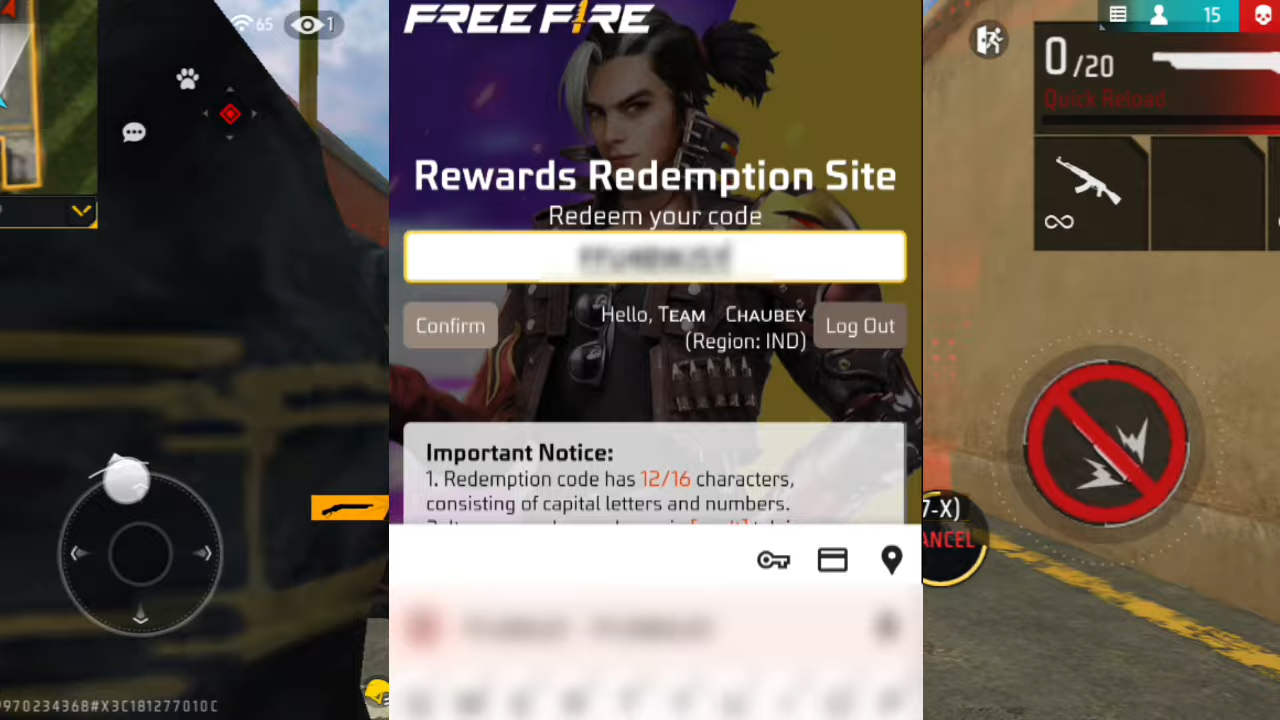 65
1
FREE FIRE
Rewards Redemption Site
Redeem your code
Confirm
Hello, TEAM CHAUBEY
(Region: IND)
Log Out
Important Notice:
1. Redemption code has 12/16 characters,
consisting of capital letters and numbers.
15
0/20
Quick Reload
∞
7-X)
ANCEL
970234368#X3C181277010C